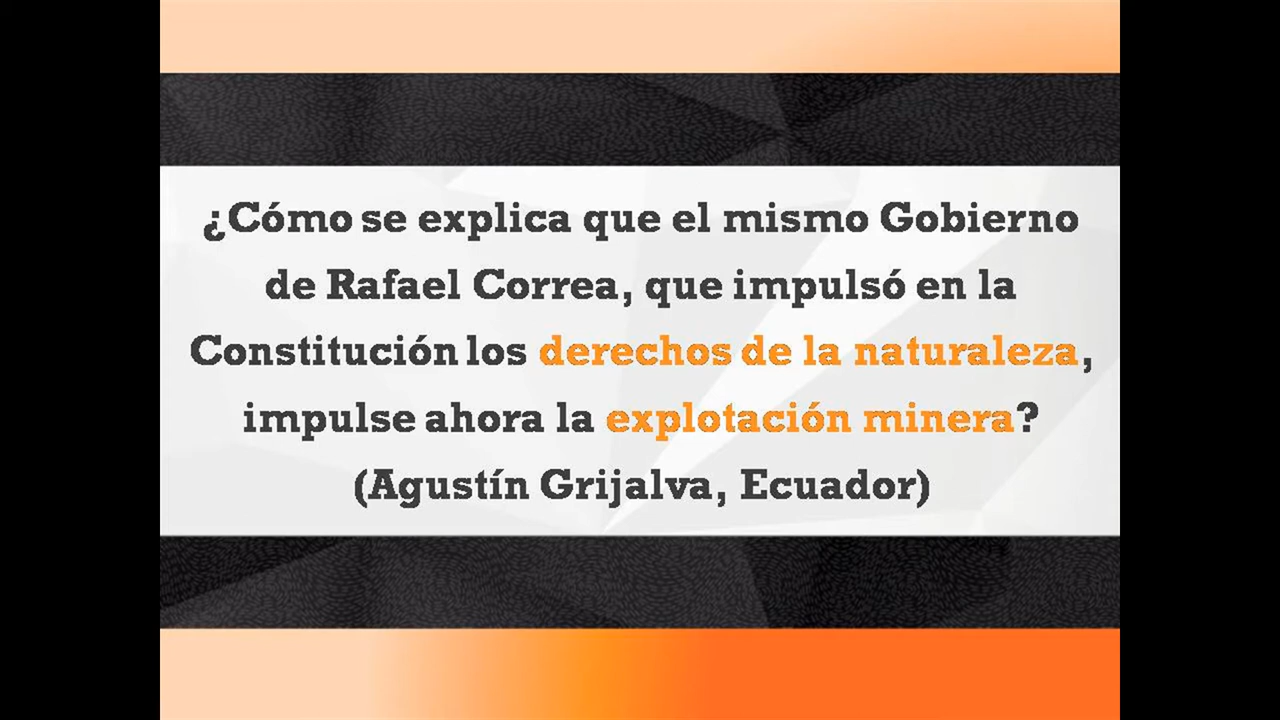 ¿Cómo se explica que el mismo Gobierno
de Rafael Correa, que impulsó en la
Constitución los derechos de la naturaleza,
impulse ahora la explotación minera?
(Agustín Grijalva, Ecuador)